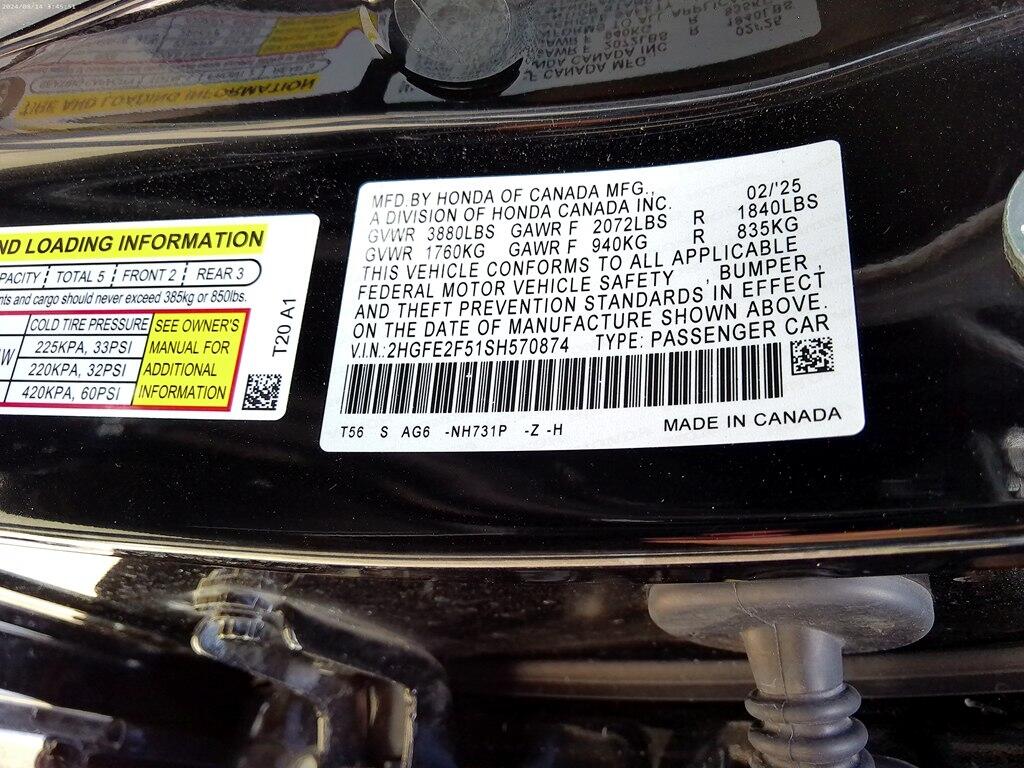 2024/08/14 3:45:51
TIRE AND LOADING INFORMATION
ND LOADING INFORMATION
PACITY TOTAL 5 FRONT 2 REAR 3
nts and cargo should never exceed 385kg or 850lbs.
COLD TIRE PRESSURE
225KPA, 33PSI
220KPA, 32PSI
420KPA, 60PSI
SEE OWNER'S
MANUAL FOR
ADDITIONAL
INFORMATION
T20 A1
MFD.BY HONDA OF CANADA MFG., 02/'25
A DIVISION OF HONDA CANADA INC.
GVWR 3880LBS GAWR F 2072LBS R 1840LBS
GVWR 1760KG GAWR F 940KG R 835KG
THIS VEHICLE CONFORMS TO ALL APPLICABLE
FEDERAL MOTOR VEHICLE SAFETY , BUMPER ,
AND THEFT PREVENTION STANDARDS IN EFFECT
ON THE DATE OF MANUFACTURE SHOWN ABOVE.
V.I.N.:2HGFE2F51SH570874 TYPE: PASSENGER CAR
T56 S AG6 -NH731P -Z -H
MADE IN CANADA